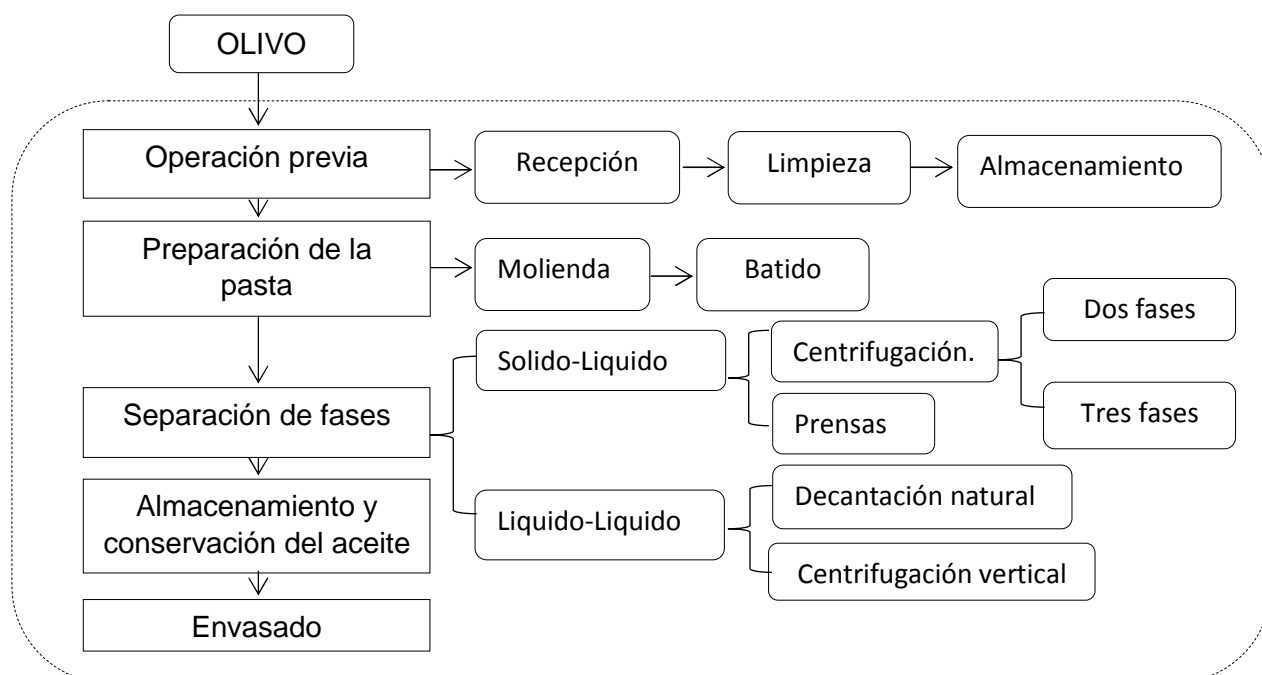 OLIVO
Operación previa
Recepción
Limpieza
Almacenamiento
Preparación de la
pasta
Molienda
Batido
Separación de fases
Solido-Liquido
Centrifugación.
Dos fases
Tres fases
Prensas
Liquido-Liquido
Decantación natural
Centrifugación vertical
Almacenamiento y
conservación del aceite
Envasado